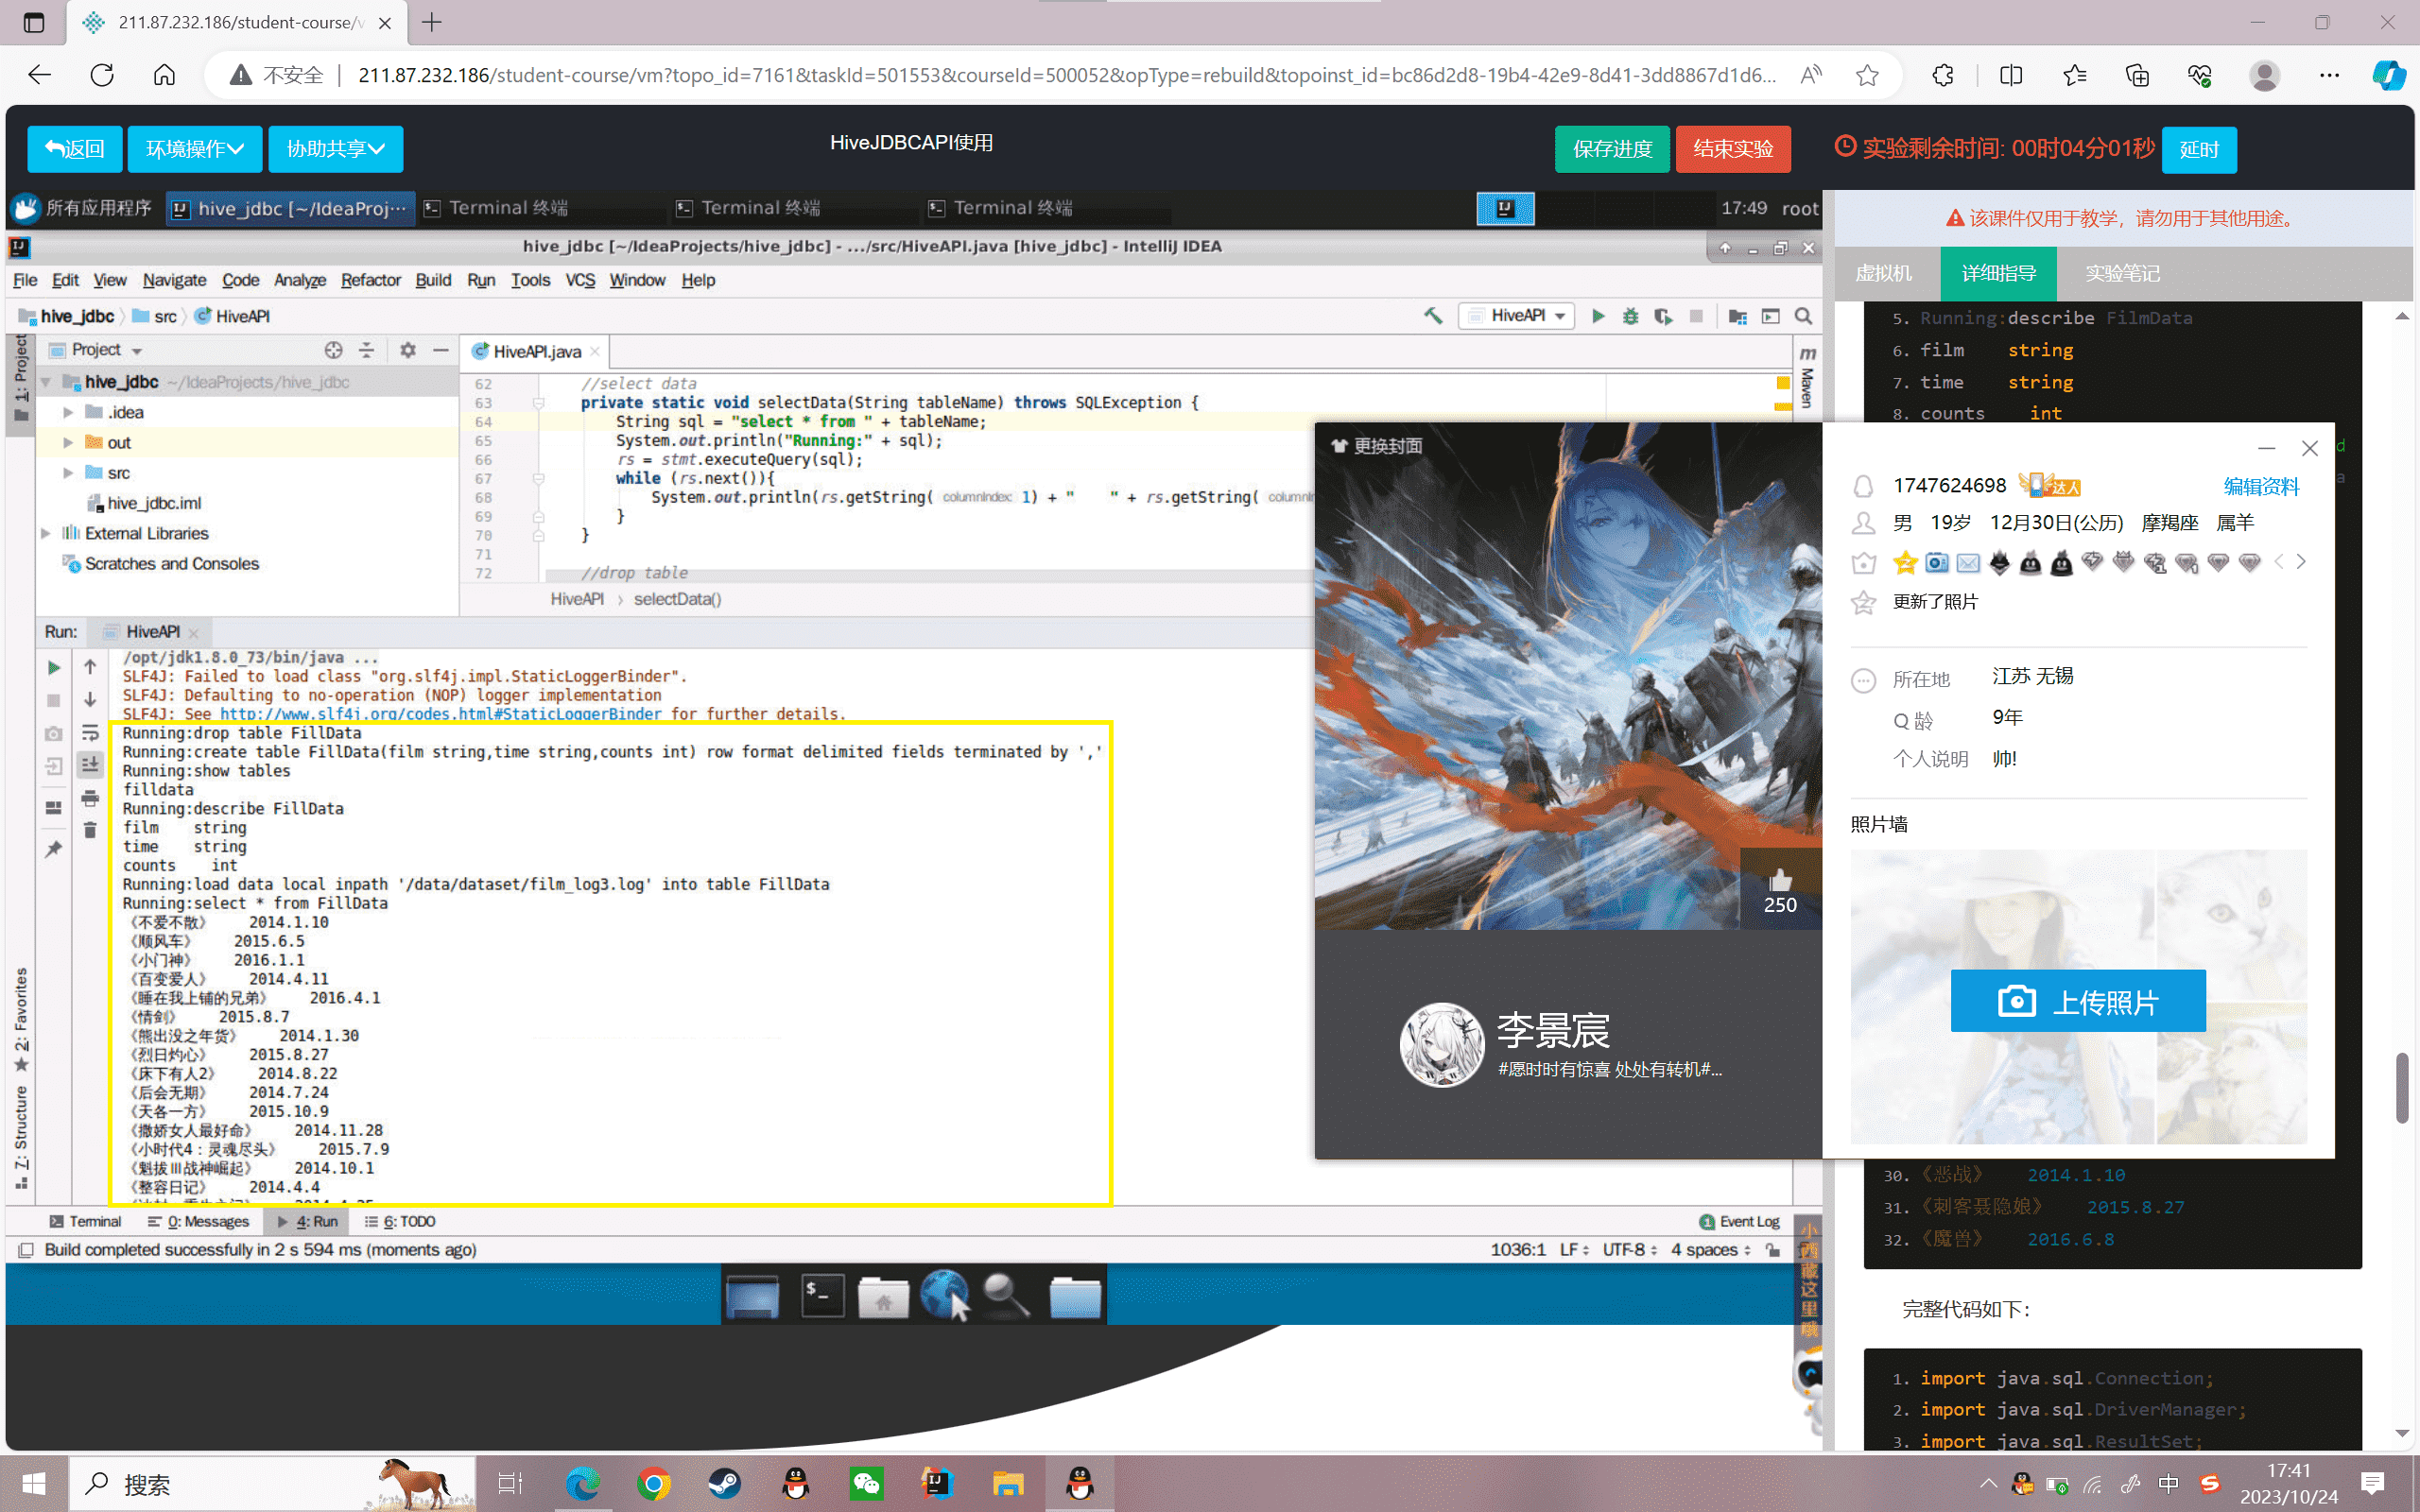 211.87.232.186/student-course/v
不安全
211.87.232.186/student-course/vm?topo_id=7161&taskId=501553&courseId=500052&opType=rebuild&topoinst_id=bc86d2d8-19b4-42e9-8d41-3dd8867d1d6...
返回
环境操作
协助共享
HiveJDBCAPI使用
保存进度
结束实验
实验剩余时间: 00时04分01秒
延时
所有应用程序
hive_jdbc [~/IdeaProj···
Terminal 终端
Terminal 终端
Terminal 终端
17:49 root
hive_jdbc [~/IdeaProjects/hive_jdbc] - .../src/HiveAPI.java [hive_jdbc] - IntelliJ IDEA
File Edit View Navigate Code Analyze Refactor Build Run Tools VCS Window Help
hive_jdbc src HiveAPI
HiveAPI
1: Project
Project
hive_jdbc ~/IdeaProjects/hive_jdbc
.idea
out
src
hive_jdbc.iml
External Libraries
Scratches and Consoles
HiveAPI.java
62 //select data
63 private static void selectData(String tableName) throws SQLException {
64 String sql = "select * from " + tableName;
65 System.out.println("Running:" + sql);
66 rs = stmt.executeQuery(sql);
67 while (rs.next()){
68 System.out.println(rs.getString( columnIndex: 1) + "    " + rs.getString(
69 }
70 }
71
72 //drop table
HiveAPI › selectData()
Maven
Run: HiveAPI
/opt/jdk1.8.0_73/bin/java ...
SLF4J: Failed to load class "org.slf4j.impl.StaticLoggerBinder".
SLF4J: Defaulting to no-operation (NOP) logger implementation
SLF4J: See http://www.slf4j.org/codes.html#StaticLoggerBinder for further details.
Running:drop table FillData
Running:create table FillData(film string,time string,counts int) row format delimited fields terminated by ','
Running:show tables
filldata
Running:describe FillData
film    string
time    string
counts    int
Running:load data local inpath '/data/dataset/film_log3.log' into table FillData
Running:select * from FillData
《不爱不散》    2014.1.10
《顺风车》    2015.6.5
《小门神》    2016.1.1
《百变爱人》    2014.4.11
《睡在我上铺的兄弟》    2016.4.1
《情剑》    2015.8.7
《熊出没之年货》    2014.1.30
《烈日灼心》    2015.8.27
《床下有人2》    2014.8.22
《后会无期》    2014.7.24
《天各一方》    2015.10.9
《撒娇女人最好命》    2014.11.28
《小时代4：灵魂尽头》    2015.7.9
《魁拔Ⅲ战神崛起》    2014.10.1
《整容日记》    2014.4.4
2: Favorites
7: Structure
Terminal 0: Messages 4: Run 6: TODO
1 Event Log
Build completed successfully in 2 s 594 ms (moments ago)
1036:1 LF UTF-8 4 spaces
该课件仅用于教学，请勿用于其他用途。
虚拟机 详细指导 实验笔记
5. Running:describe FilmData
6. film    string
7. time    string
8. counts    int
更换封面
250
李景宸
#愿时时有惊喜 处处有转机#...
1747624698
达人
编辑资料
男 19岁 12月30日(公历) 摩羯座 属羊
更新了照片
所在地 江苏 无锡
Q 龄 9年
个人说明 帅!
照片墙
上传照片
30. 《恶战》    2014.1.10
31. 《刺客聂隐娘》    2015.8.27
32. 《魔兽》    2016.6.8
完整代码如下：
1. import java.sql.Connection;
2. import java.sql.DriverManager;
3. import java.sql.ResultSet;
藏这里哦
搜索
中
17:41
2023/10/24